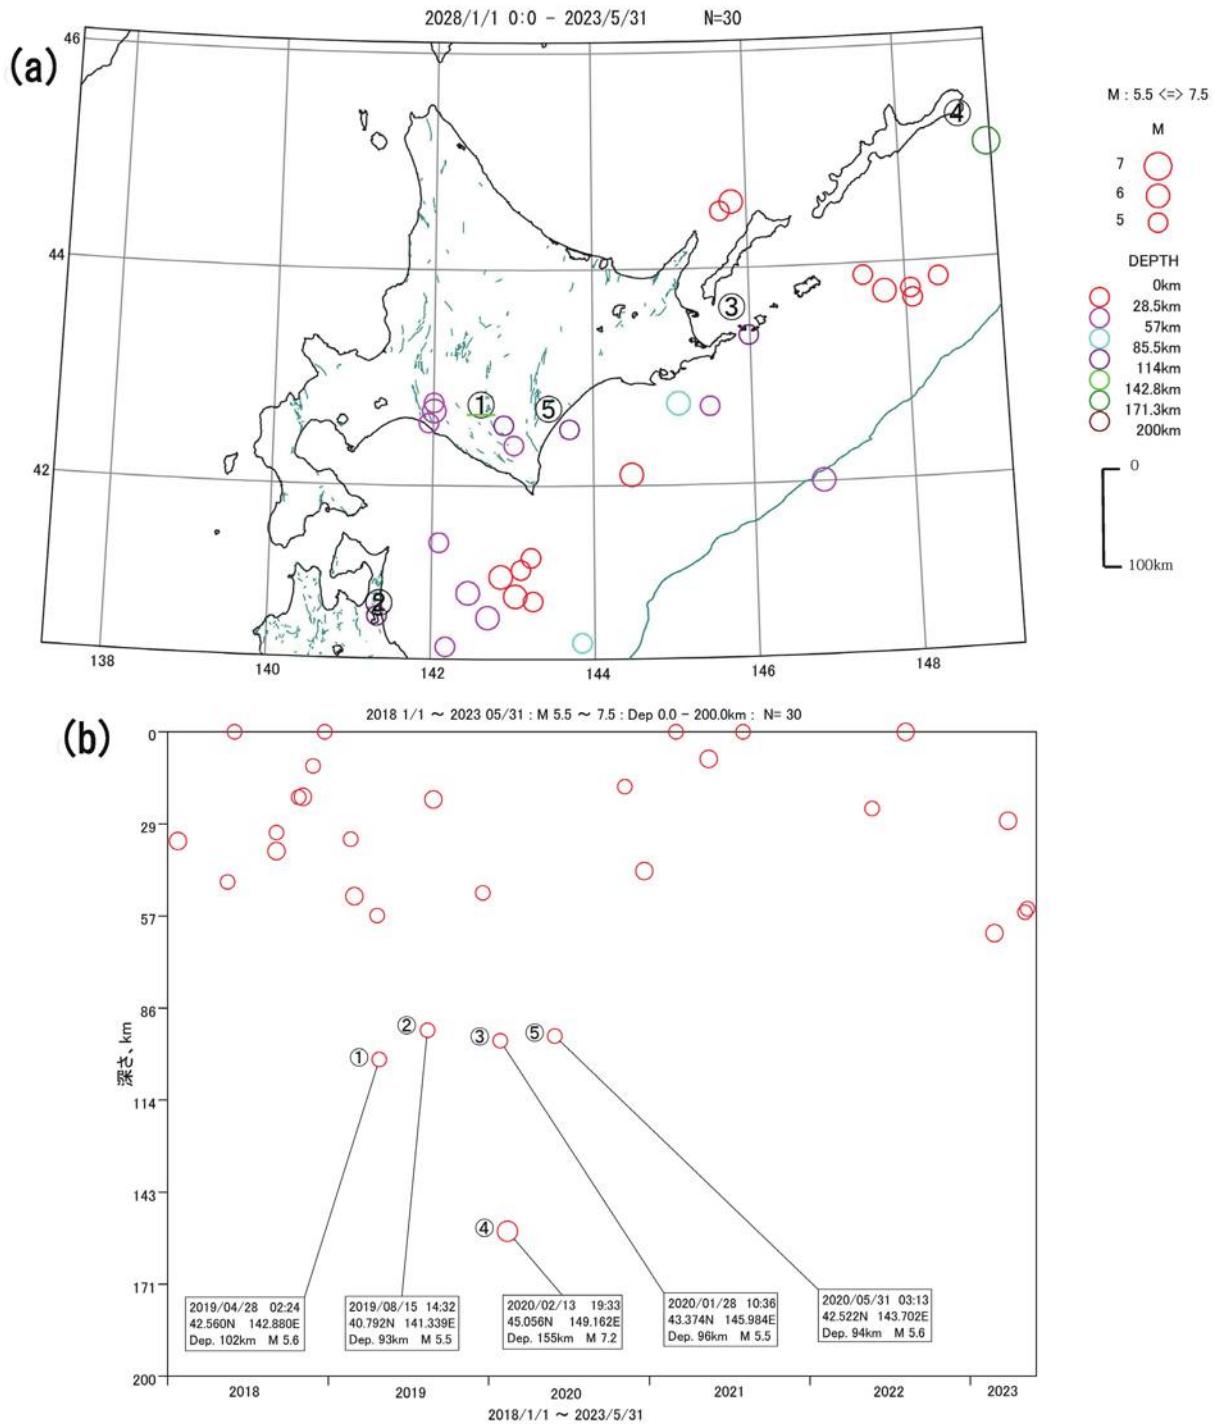 2028/1/1 0:0 - 2023/5/31 N=30
(a)
46
44
42
138
140
142
144
146
148
①
②
③
④
⑤
M : 5.5 <=> 7.5
M
7
6
5
DEPTH
0km
28.5km
57km
85.5km
114km
142.8km
171.3km
200km
0
100km
(b)
2018 1/1 ～ 2023 05/31 : M 5.5 ～ 7.5 : Dep 0.0 - 200.0km : N= 30
0
29
57
86
114
143
171
200
深さ、km
①
②
③
④
⑤
2019/04/28 02:24
42.560N 142.880E
Dep. 102km M 5.6
2019/08/15 14:32
40.792N 141.339E
Dep. 93km M 5.5
2020/02/13 19:33
45.056N 149.162E
Dep. 155km M 7.2
2020/01/28 10:36
43.374N 145.984E
Dep. 96km M 5.5
2020/05/31 03:13
42.522N 143.702E
Dep. 94km M 5.6
2018
2019
2020
2021
2022
2023
2018/1/1 ～ 2023/5/31